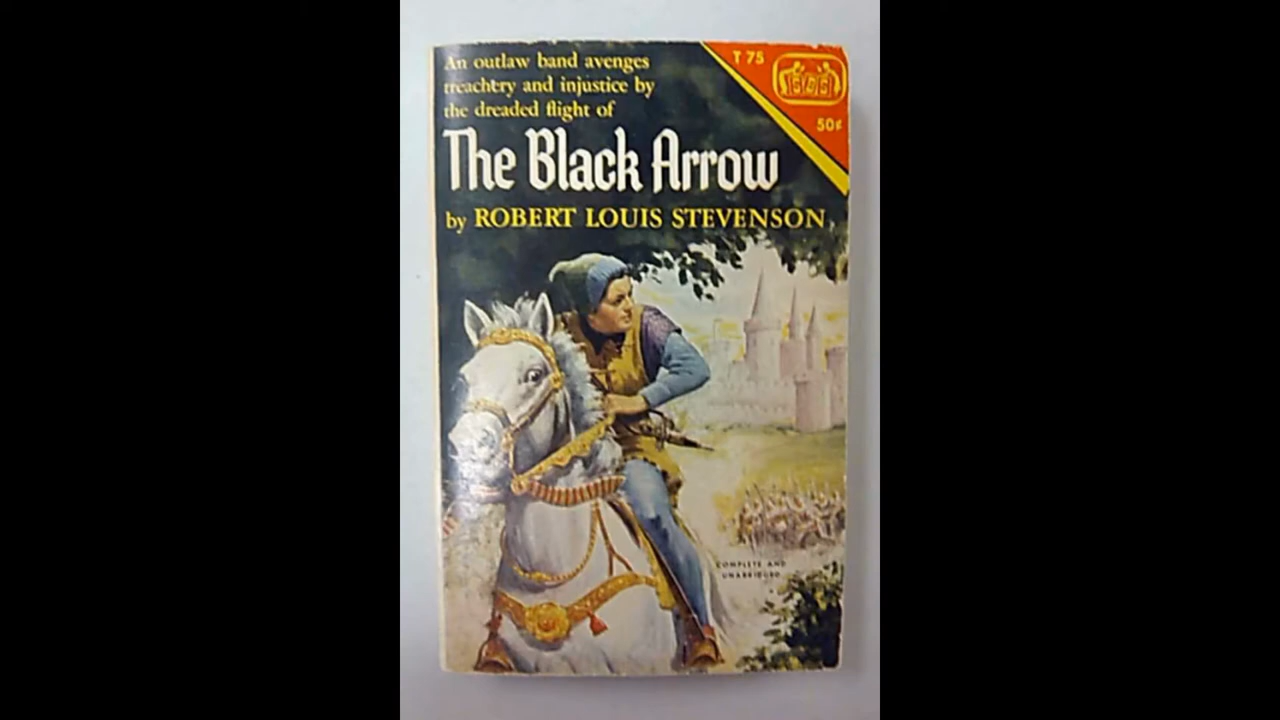 An outlaw band avenges
treachery and injustice by
the dreaded flight of
The Black Arrow
by ROBERT LOUIS STEVENSON
T 75
50¢
COMPLETE AND
UNABRIDGED